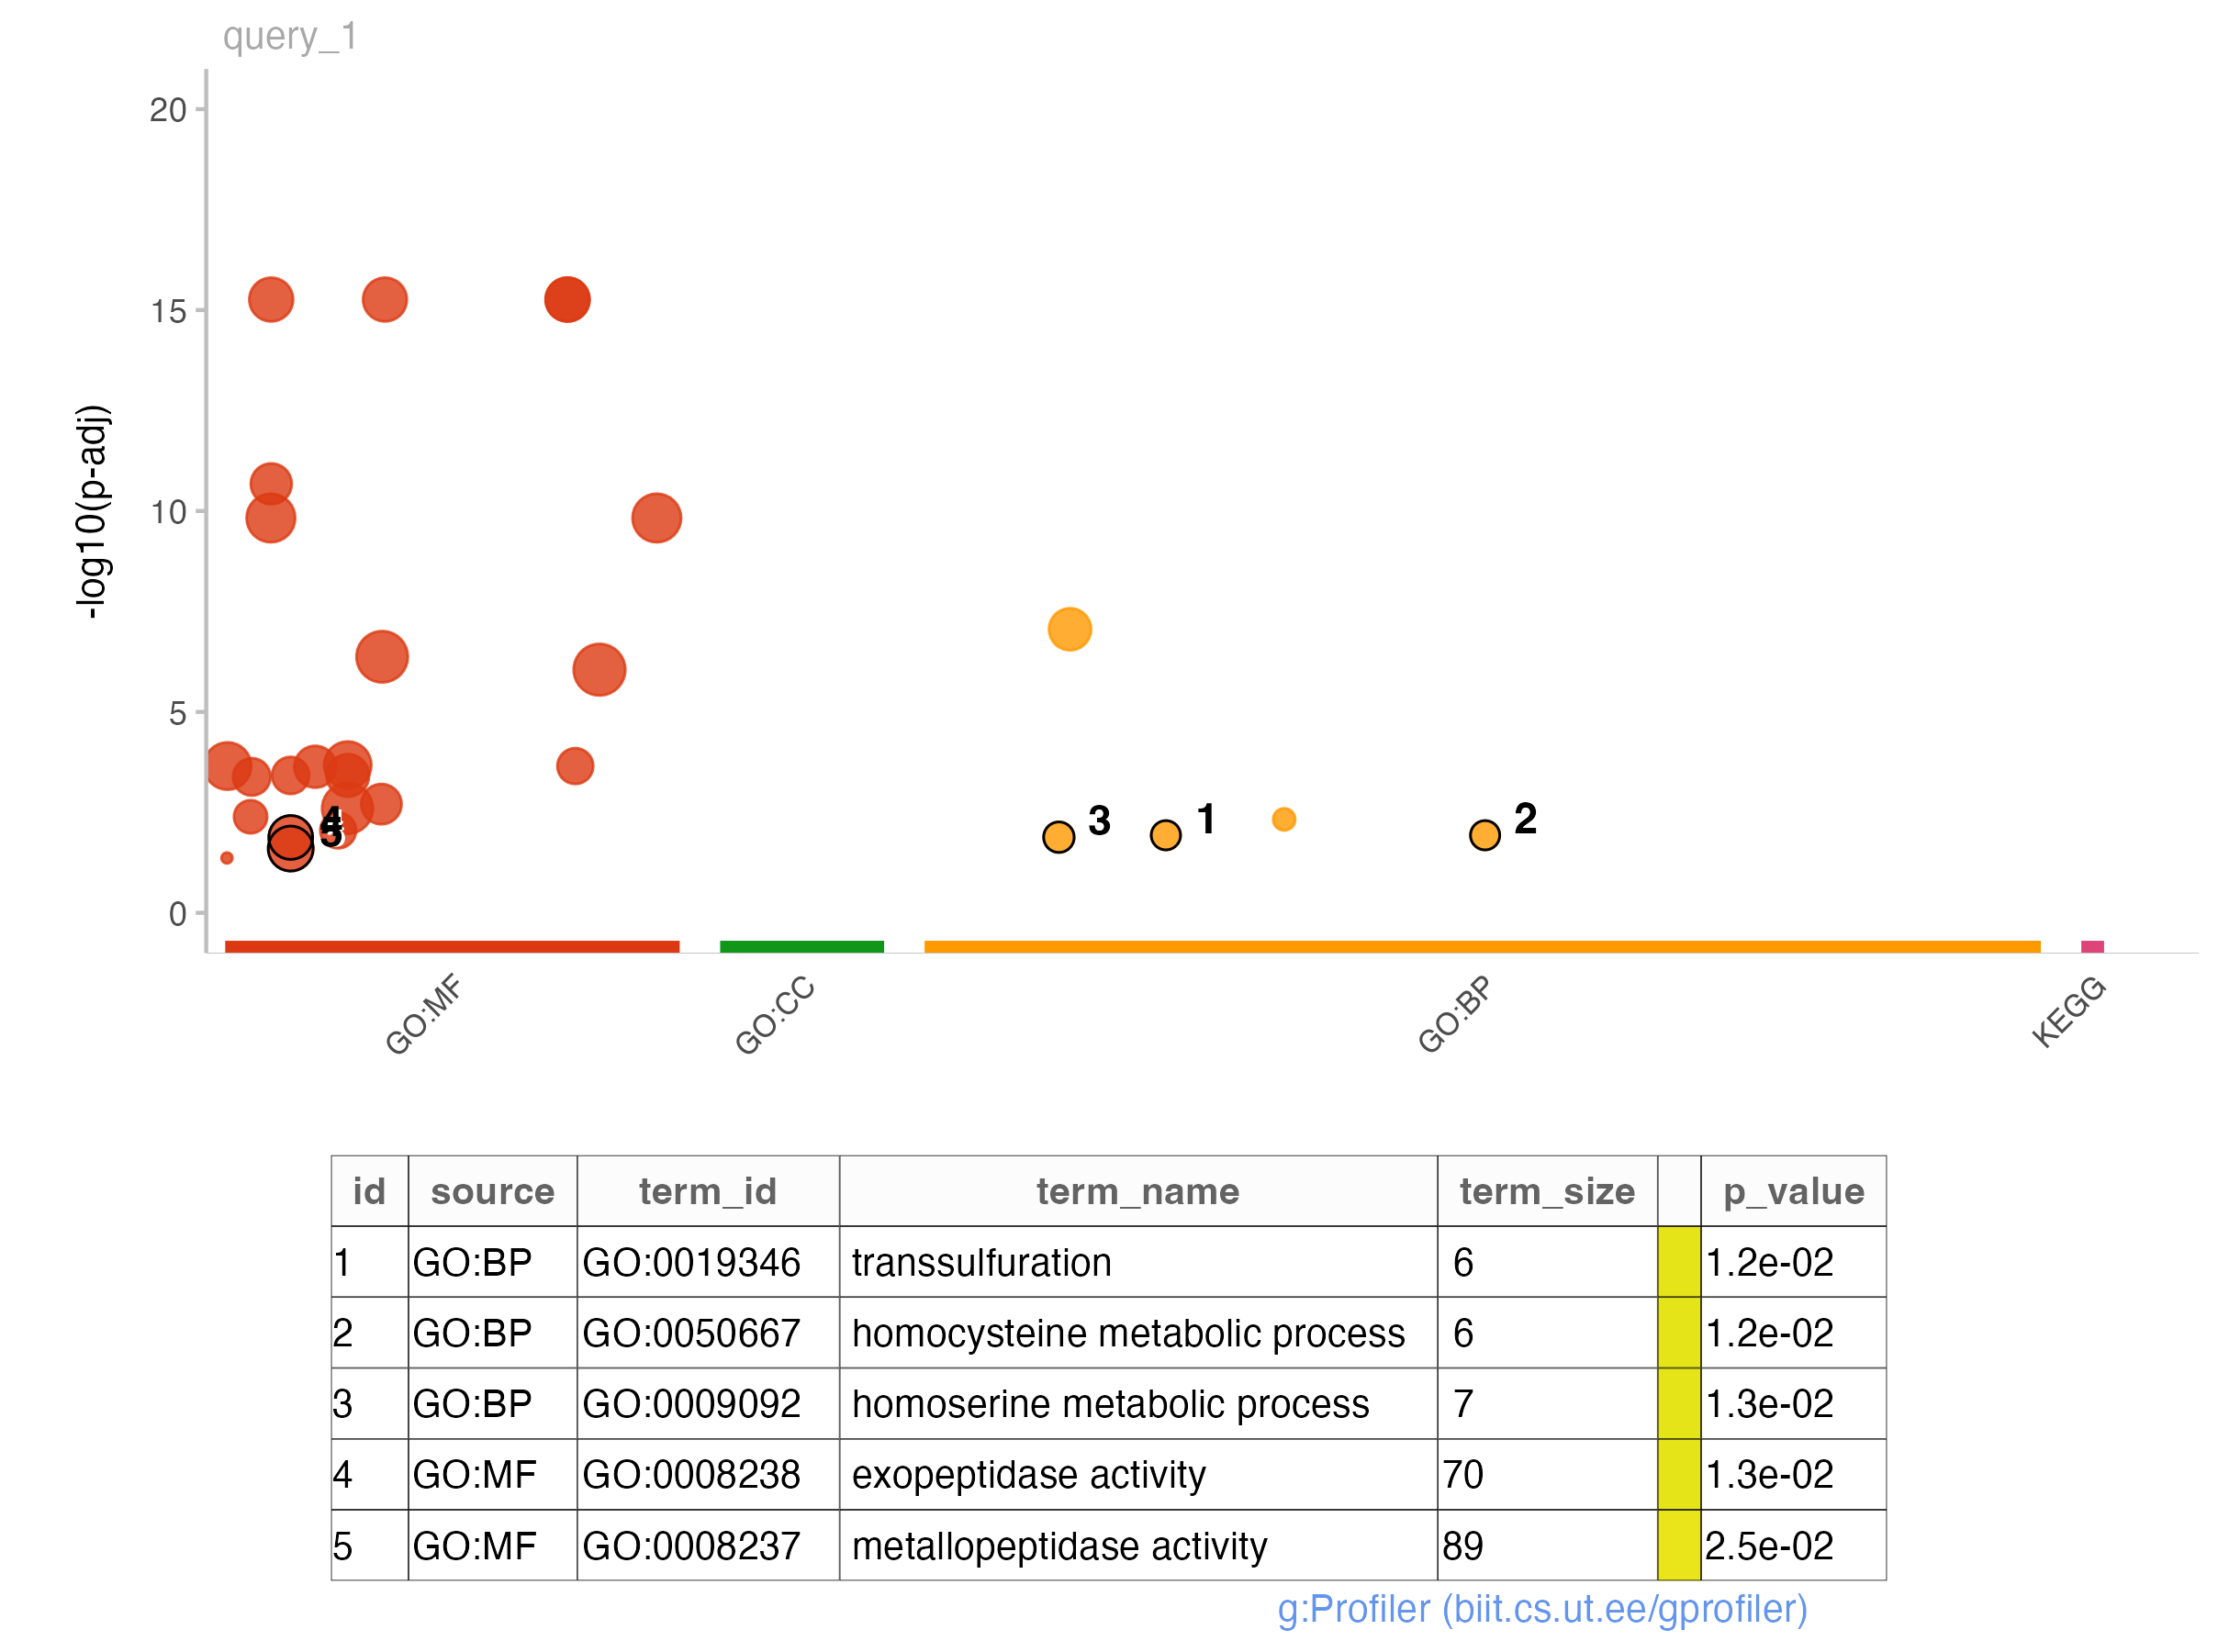 query_1
20
15
10
5
0
-log10(p-adj)
4
5
3
1
2
GO:MF
GO:CC
GO:BP
KEGG
id source term_id term_name term_size p_value
1 GO:BP GO:0019346 transsulfuration 6 1.2e-02
2 GO:BP GO:0050667 homocysteine metabolic process 6 1.2e-02
3 GO:BP GO:0009092 homoserine metabolic process 7 1.3e-02
4 GO:MF GO:0008238 exopeptidase activity 70 1.3e-02
5 GO:MF GO:0008237 metallopeptidase activity 89 2.5e-02
g:Profiler (biit.cs.ut.ee/gprofiler)